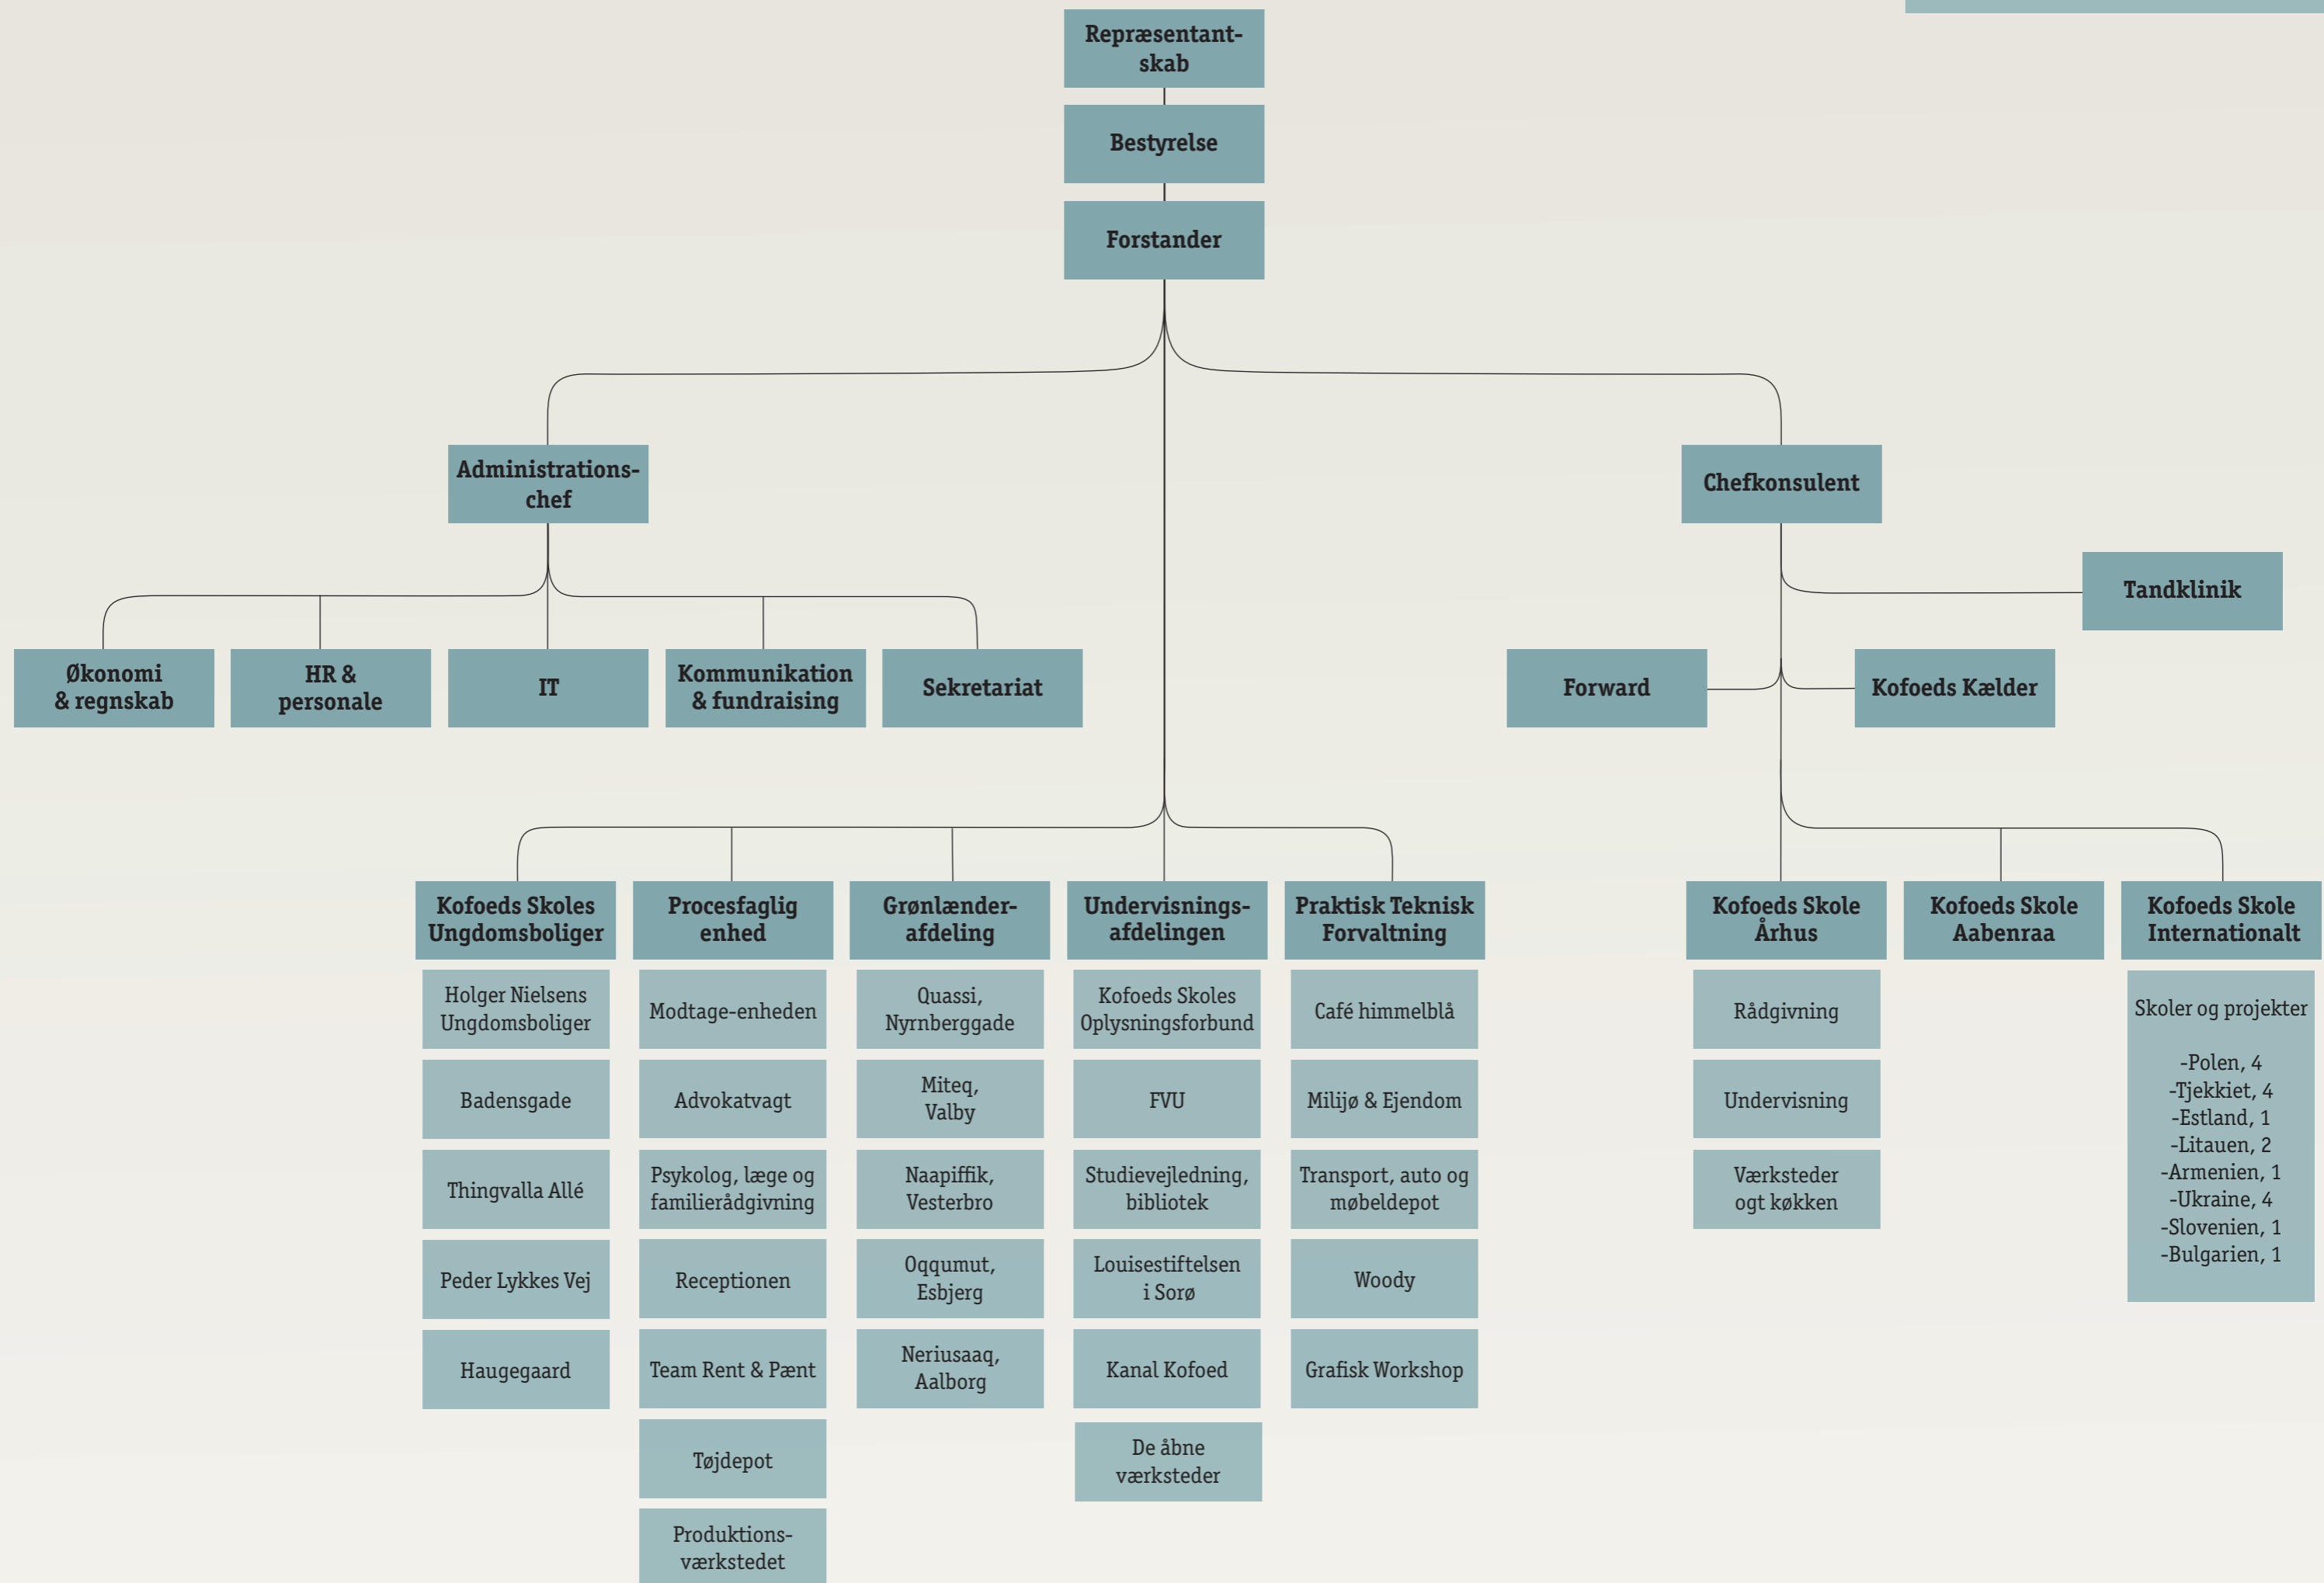 Repræsentant-
skab
Bestyrelse
Forstander
Administrations-
chef
Chefkonsulent
Tandklinik
Økonomi
& regnskab
HR &
personale
IT
Kommunikation
& fundraising
Sekretariat
Forward
Kofoeds Kælder
Kofoeds Skoles
Ungdomsboliger
Holger Nielsens
Ungdomsboliger
Badensgade
Thingvalla Allé
Peder Lykkes Vej
Haugegaard
Procesfaglig
enhed
Modtage-enheden
Advokatvagt
Psykolog, læge og
familierådgivning
Receptionen
Team Rent & Pænt
Tøjdepot
Produktions-
værkstedet
Grønlænder-
afdeling
Quassi,
Nyrnberggade
Miteq,
Valby
Naapiffik,
Vesterbro
Oqqumut,
Esbjerg
Neriusaaq,
Aalborg
Undervisnings-
afdelingen
Kofoeds Skoles
Oplysningsforbund
FVU
Studievejledning,
bibliotek
Louisestiftelsen
i Sorø
Kanal Kofoed
De åbne
værksteder
Praktisk Teknisk
Forvaltning
Café himmelblå
Milijø & Ejendom
Transport, auto og
møbeldepot
Woody
Grafisk Workshop
Kofoeds Skole
Århus
Rådgivning
Undervisning
Værksteder
ogt køkken
Kofoeds Skole
Aabenraa
Kofoeds Skole
Internationalt
Skoler og projekter
-Polen, 4
-Tjekkiet, 4
-Estland, 1
-Litauen, 2
-Armenien, 1
-Ukraine, 4
-Slovenien, 1
-Bulgarien, 1